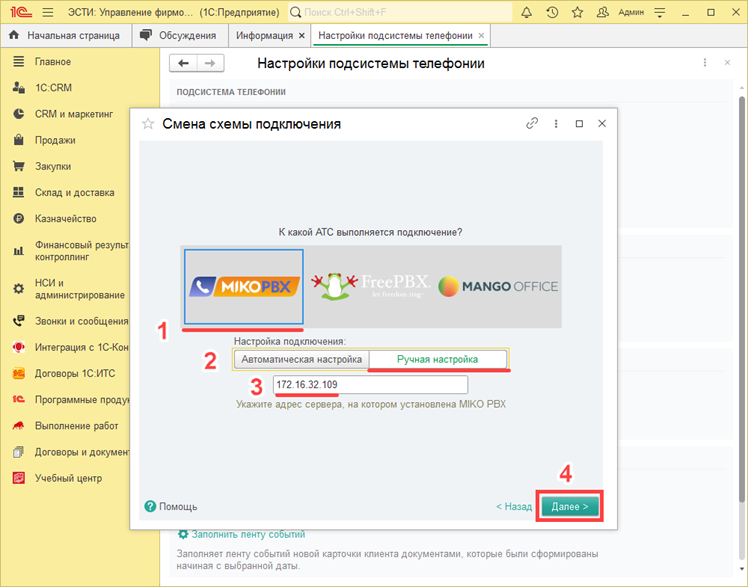 1С
ЭСТИ: Управление фирмо... (1С:Предприятие)
Поиск Ctrl+Shift+F
Админ
Начальная страница
Обсуждения
Информация ×
Настройки подсистемы телефонии ×
Главное
1С:CRM
CRM и маркетинг
Продажи
Закупки
Склад и доставка
Казначейство
Финансовый результ
контроллинг
НСИ и
администрирование
Звонки и сообщения
Интеграция с 1С-Кон
Договоры 1С:ИТС
Программные проду
Выполнение работ
Договоры и докумен
Учебный центр
Настройки подсистемы телефонии
ПОДСИСТЕМА ТЕЛЕФОНИИ
Смена схемы подключения
К какой АТС выполняется подключение?
MIKOPBX
FreePBX
let freedom ring
MANGO OFFICE
1
Настройка подключения:
2
Автоматическая настройка
Ручная настройка
3
172.16.32.109
Укажите адрес сервера, на котором установлена MIKO PBX
4
? Помощь
< Назад
Далее >
Заполнить ленту событий
Заполняет ленту событий новой карточки клиента документами, которые были сформированы
начиная с выбранной даты.